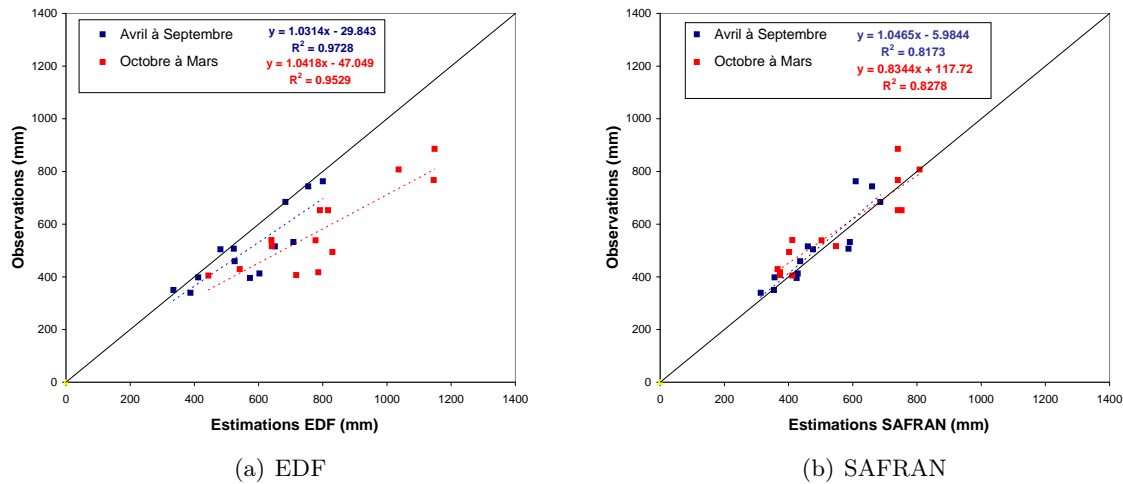 Avril à Septembre
y = 1.0314x - 29.843
R² = 0.9728
Octobre à Mars
y = 1.0418x - 47.049
R² = 0.9529
1400
1200
1000
800
600
400
200
0
Observations (mm)
0 200 400 600 800 1000 1200 1400
Estimations EDF (mm)
(a) EDF
Avril à Septembre
y = 1.0465x - 5.9844
R² = 0.8173
Octobre à Mars
y = 0.8344x + 117.72
R² = 0.8278
1400
1200
1000
800
600
400
200
0
Observations (mm)
0 200 400 600 800 1000 1200 1400
Estimations SAFRAN (mm)
(b) SAFRAN